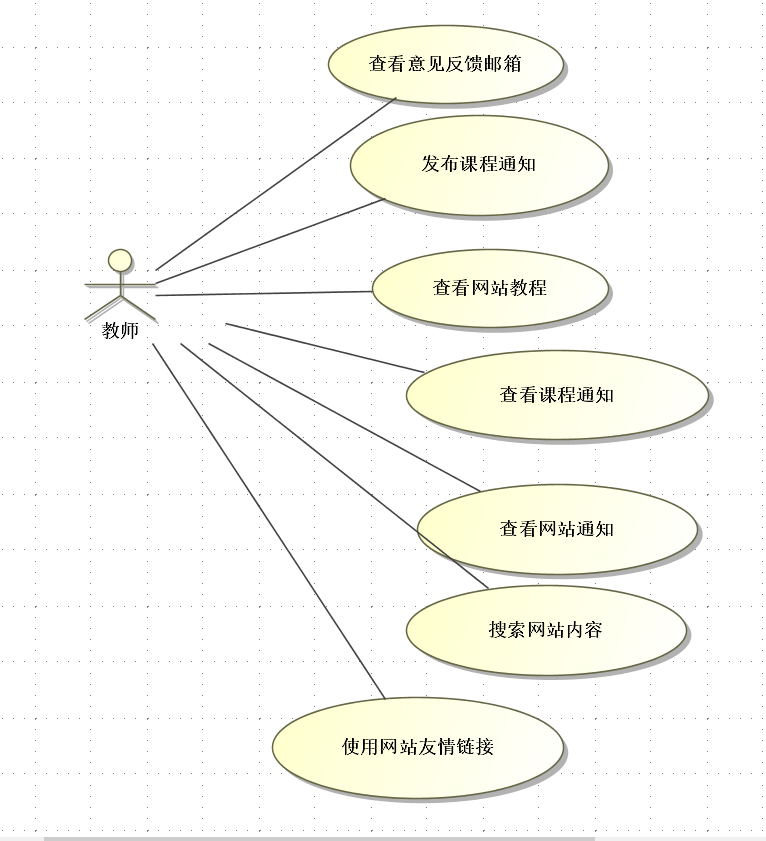 查看意见反馈邮箱
发布课程通知
查看网站教程
教师
查看课程通知
查看网站通知
搜索网站内容
使用网站友情链接